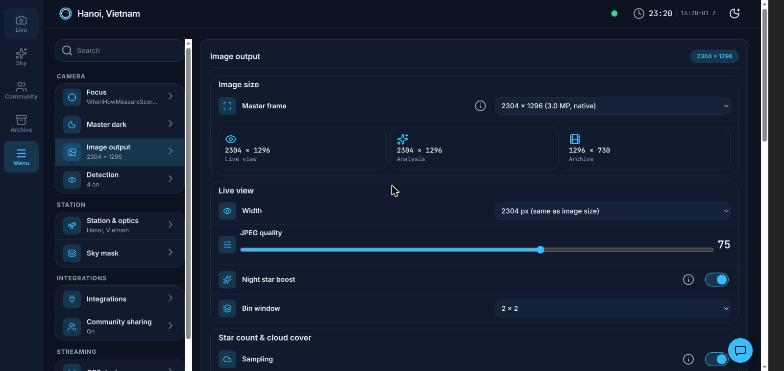 Hanoi, Vietnam
23:20
16:20:01 Z
Live
Sky
Community
Archive
Menu
Search
CAMERA
Focus
WhenHowMeasureScor...
Master dark
Image output
2304 × 1296
Detection
4 on
STATION
Station & optics
Hanoi, Vietnam
Sky mask
INTEGRATIONS
Integrations
Community sharing
On
STREAMING
Image output
2304 × 1296
Image size
Master frame
2304 × 1296 (3.0 MP, native)
2304 × 1296
Live view
2304 × 1296
Analysis
1296 × 730
Archive
Live view
Width
2304 px (same as image size)
JPEG quality
75
Night star boost
Bin window
2 × 2
Star count & cloud cover
Sampling